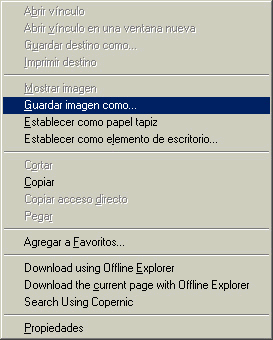 Abrir vínculo
Abrir vínculo en una ventana nueva
Guardar destino como...
Imprimir destino
Mostrar imagen
Guardar imagen como...
Establecer como papel tapiz
Establecer como elemento de escritorio...
Cortar
Copiar
Copiar acceso directo
Pegar
Agregar a Favoritos...
Download using Offline Explorer
Download the current page with Offline Explorer
Search Using Copernic
Propiedades